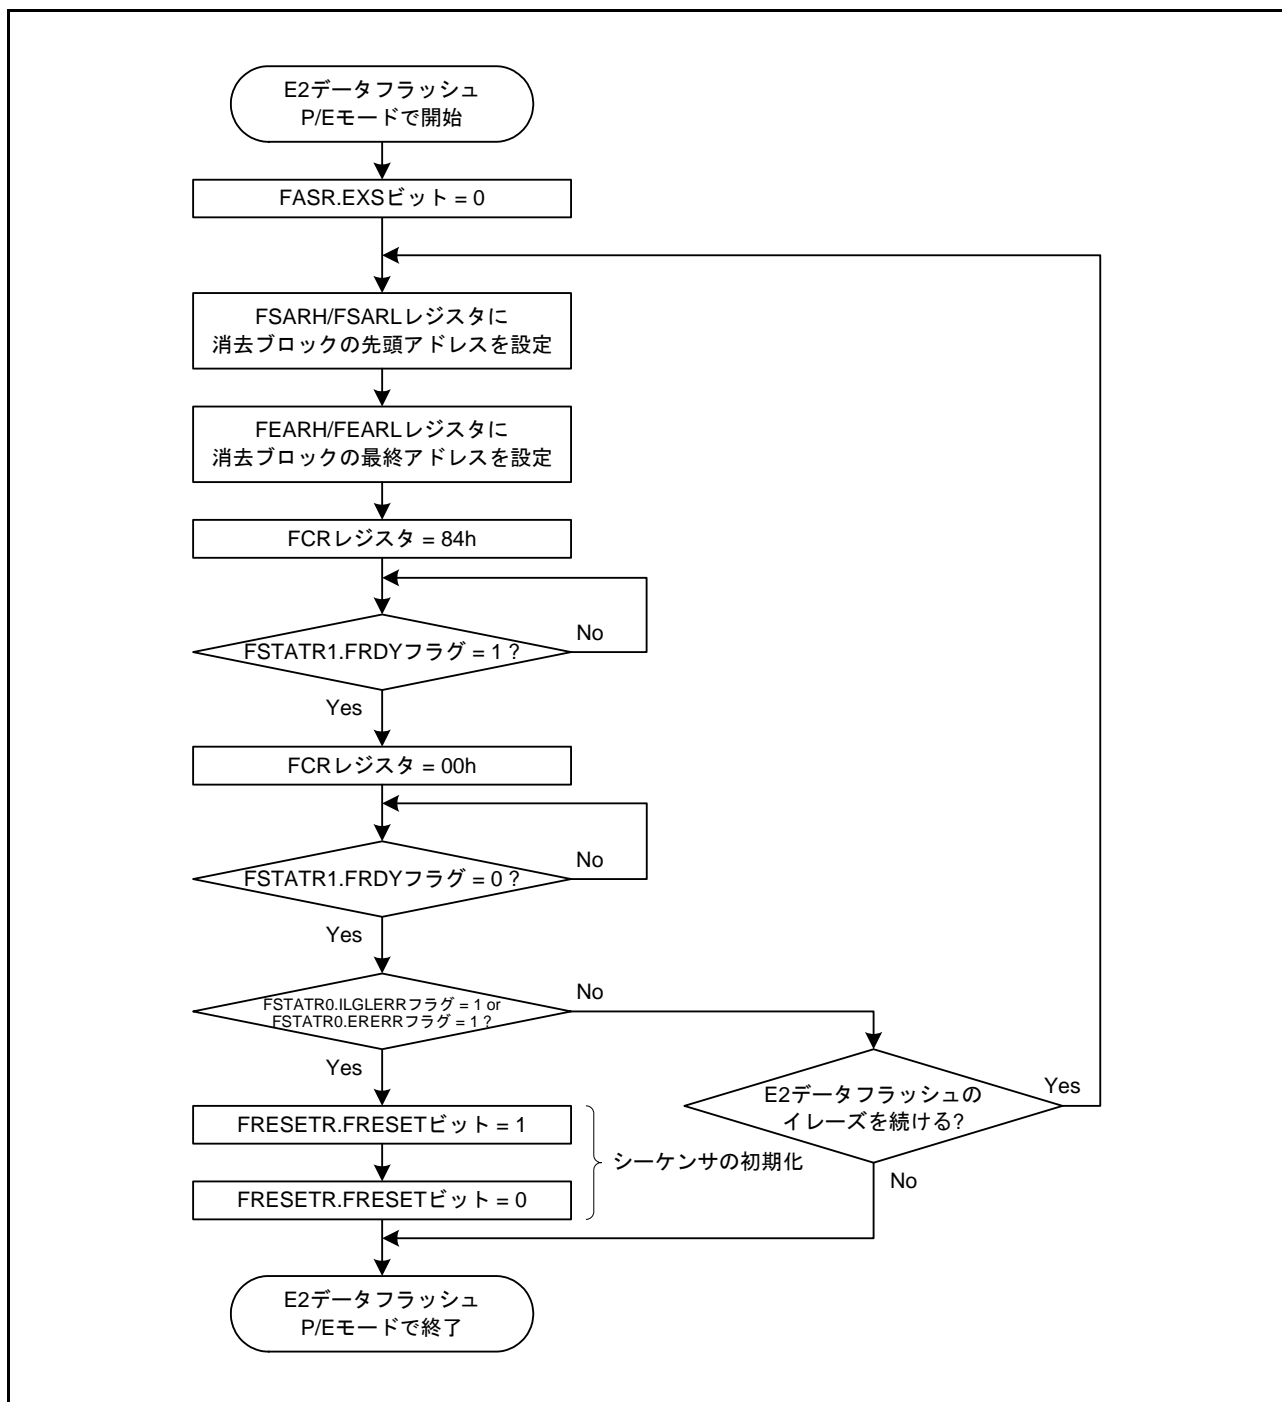 E2データフラッシュ
P/Eモードで開始
FASR.EXSビット = 0
FSARH/FSARLレジスタに
消去ブロックの先頭アドレスを設定
FEARH/FEARLレジスタに
消去ブロックの最終アドレスを設定
FCRレジスタ = 84h
FSTATR1.FRDYフラグ = 1 ?
No
Yes
FCRレジスタ = 00h
FSTATR1.FRDYフラグ = 0 ?
No
Yes
FSTATR0.ILGLERRフラグ = 1 or
FSTATR0.ERERRフラグ = 1 ?
No
Yes
E2データフラッシュの
イレーズを続ける?
Yes
No
FRESETR.FRESETビット = 1
シーケンサの初期化
FRESETR.FRESETビット = 0
E2データフラッシュ
P/Eモードで終了